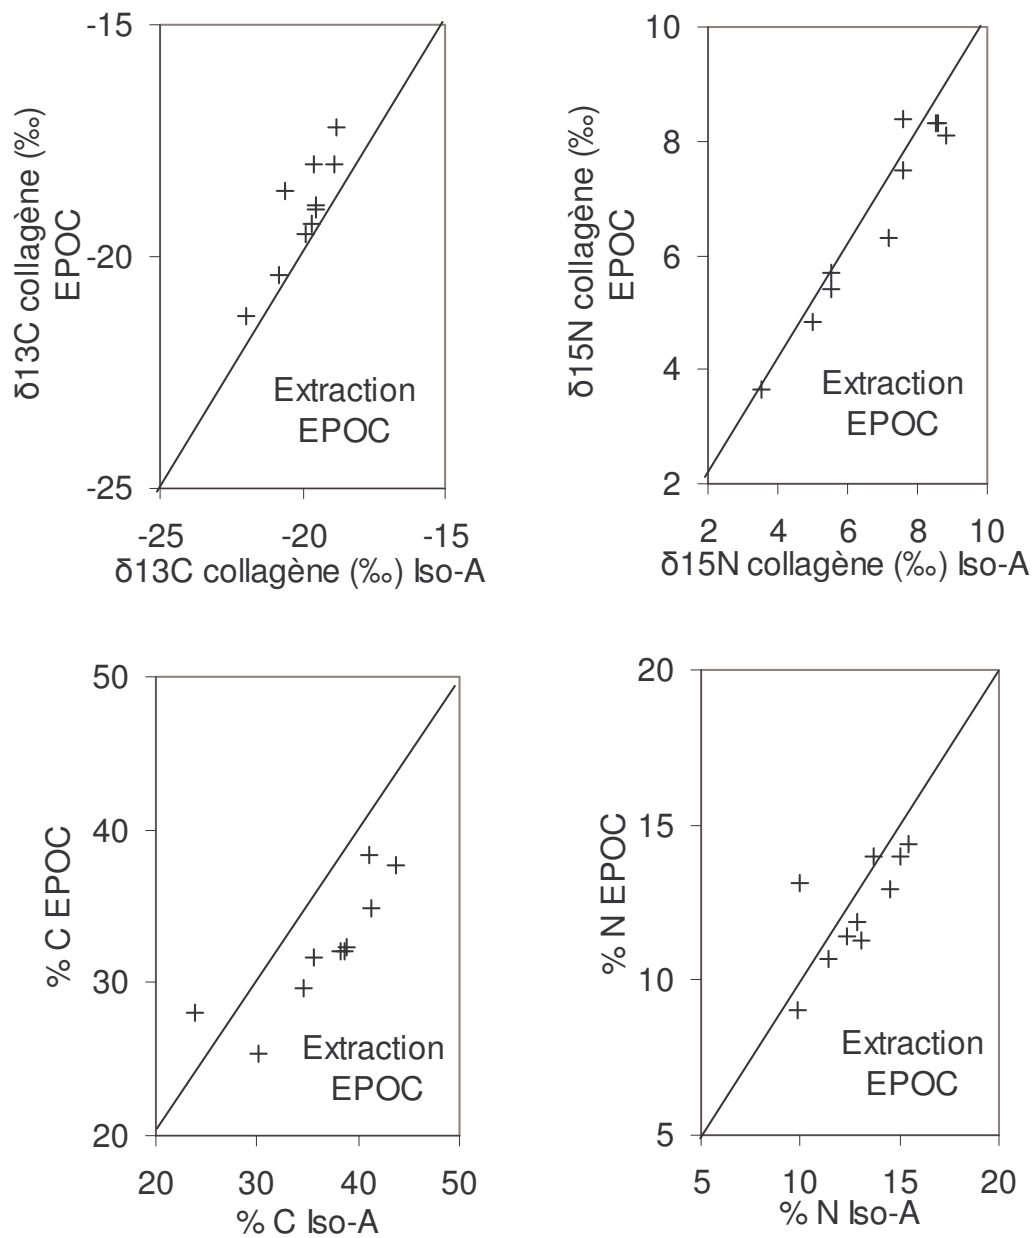 -15
-20
-25
δ13C collagène (‰)
EPOC
Extraction
EPOC
-25 -20 -15
δ13C collagène (‰) Iso-A
10
8
6
4
2
δ15N collagène (‰)
EPOC
Extraction
EPOC
2 4 6 8 10
δ15N collagène (‰) Iso-A
50
40
30
20
% C EPOC
Extraction
EPOC
20 30 40 50
% C Iso-A
20
15
10
5
% N EPOC
Extraction
EPOC
5 10 15 20
% N Iso-A